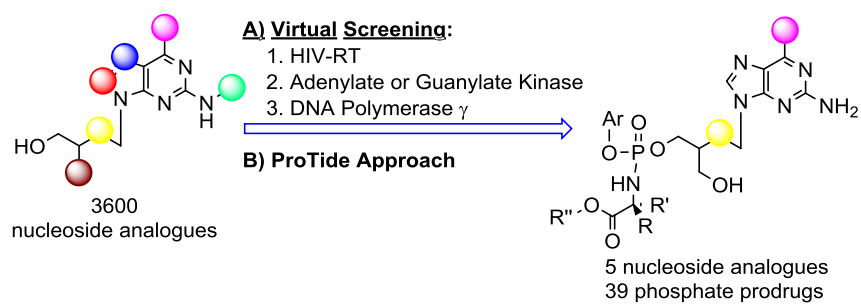 A) Virtual Screening:
1. HIV-RT
2. Adenylate or Guanylate Kinase
3. DNA Polymerase γ
B) ProTide Approach
N
N
N
N
H
HO
3600
nucleoside analogues
N
N
N
N
NH2
Ar
O
O
P
O
HN
OH
R''
O
R'
R
O
5 nucleoside analogues
39 phosphate prodrugs